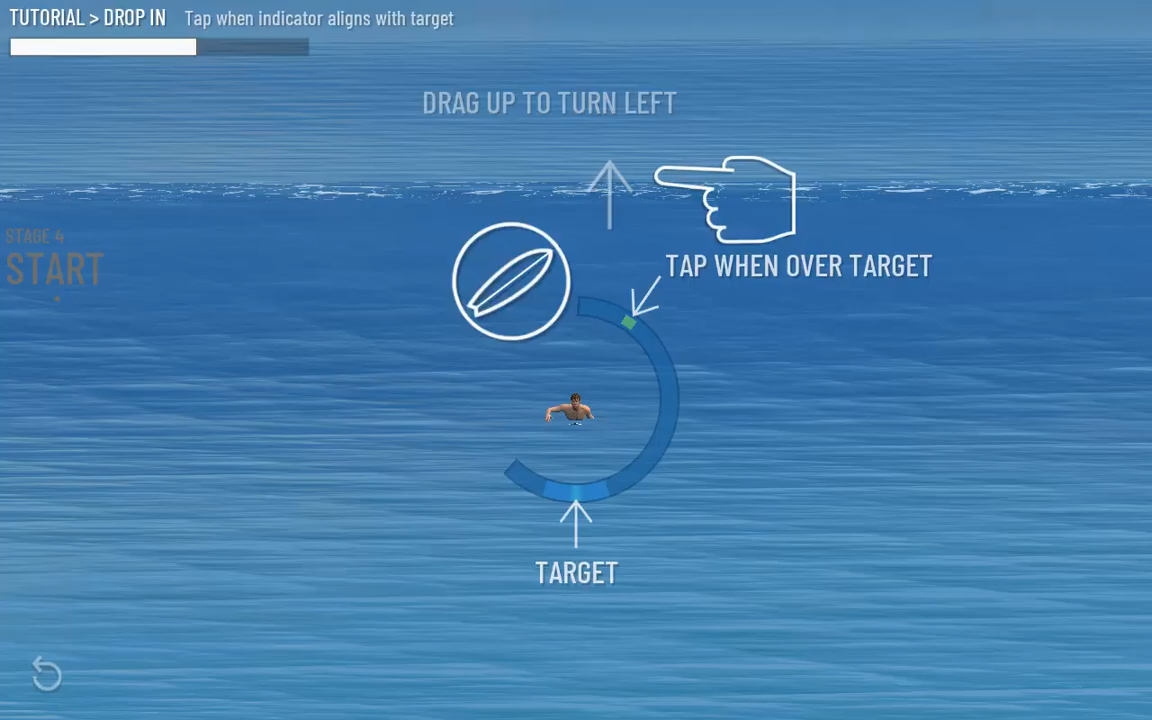 TUTORIAL > DROP IN Tap when indicator aligns with target
DRAG UP TO TURN LEFT
STAGE 4
START
TAP WHEN OVER TARGET
TARGET